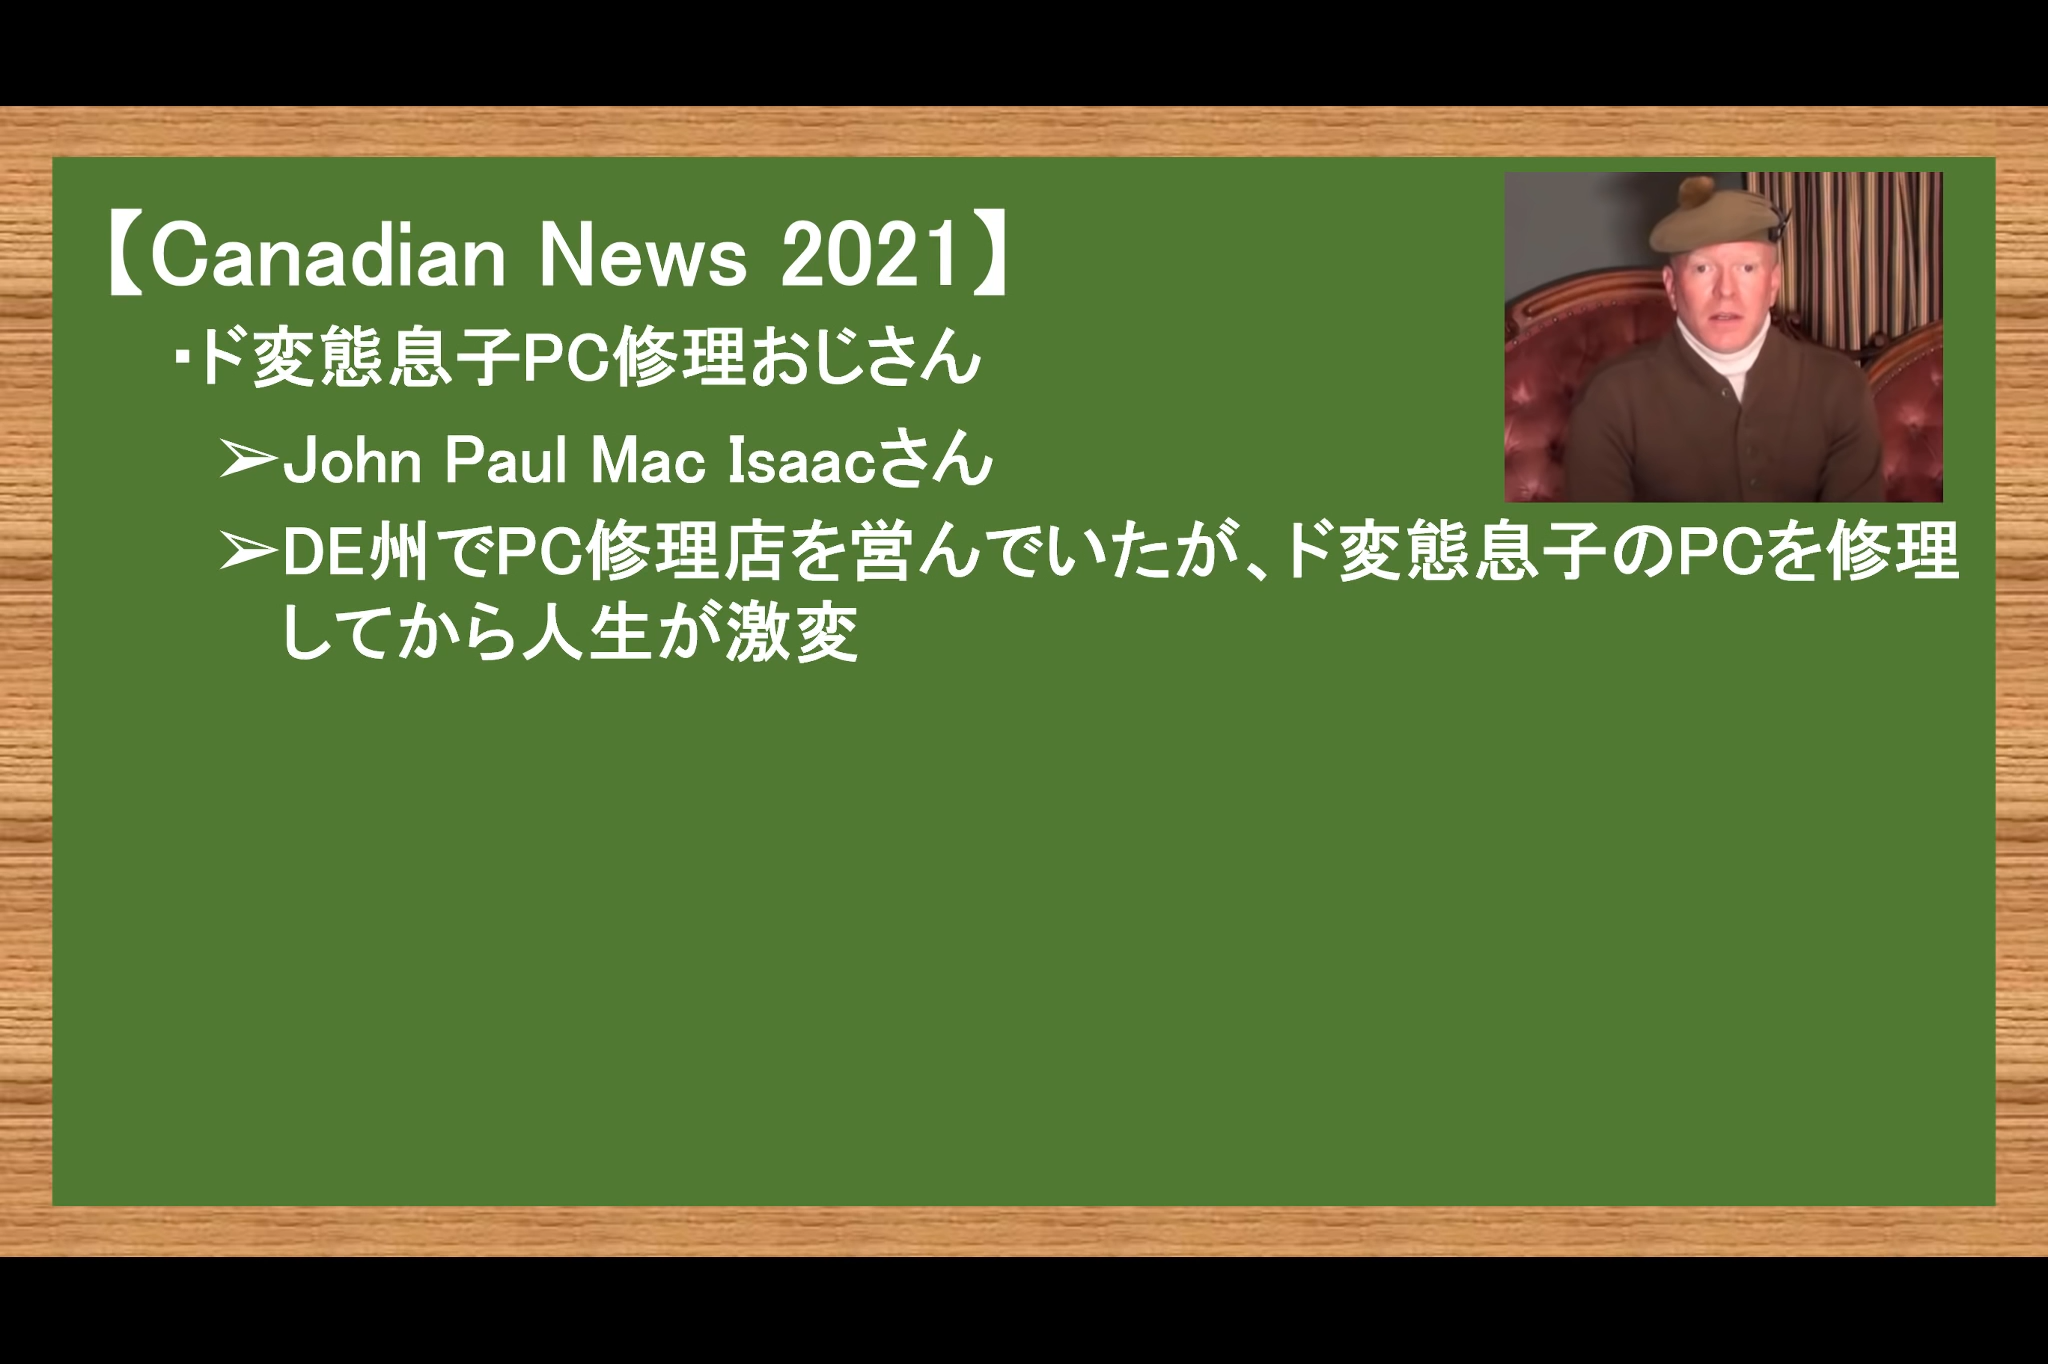 【Canadian News 2021】
・ド変態息子PC修理おじさん
➢John Paul Mac Isaacさん
➢DE州でPC修理店を営んでいたが、ド変態息子のPCを修理
してから人生が激変